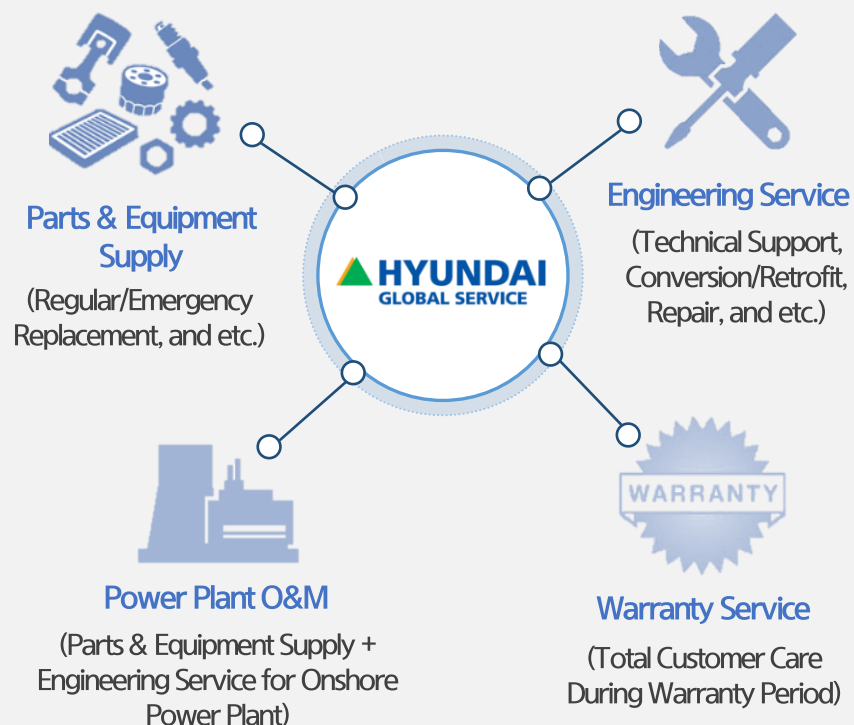 Parts & Equipment
Supply
(Regular/Emergency
Replacement, and etc.)
Engineering Service
(Technical Support,
Conversion/Retrofit,
Repair, and etc.)
HYUNDAI
GLOBAL SERVICE
Power Plant O&M
(Parts & Equipment Supply +
Engineering Service for Onshore
Power Plant)
WARRANTY
Warranty Service
(Total Customer Care
During Warranty Period)